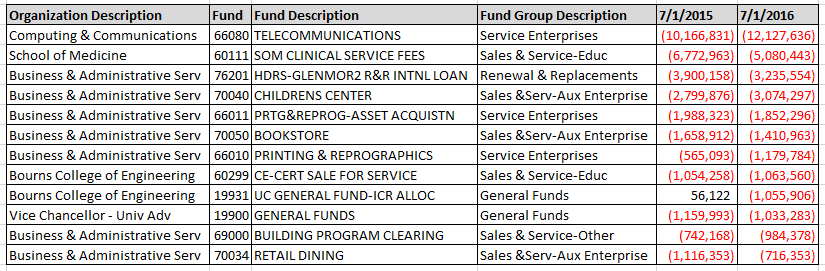 Organization Description Fund Fund Description Fund Group Description 7/1/2015 7/1/2016
Computing & Communications 66080 TELECOMMUNICATIONS Service Enterprises (10,166,831) (12,127,636)
School of Medicine 60111 SOM CLINICAL SERVICE FEES Sales & Service-Educ (6,772,963) (5,080,443)
Business & Administrative Serv 76201 HDRS-GLENMOR2 R&R INTNL LOAN Renewal & Replacements (3,900,158) (3,235,554)
Business & Administrative Serv 70040 CHILDRENS CENTER Sales &Serv-Aux Enterprise (2,799,876) (3,074,297)
Business & Administrative Serv 66011 PRTG&REPROG-ASSET ACQUISTN Service Enterprises (1,988,323) (1,852,296)
Business & Administrative Serv 70050 BOOKSTORE Sales &Serv-Aux Enterprise (1,658,912) (1,410,963)
Business & Administrative Serv 66010 PRINTING & REPROGRAPHICS Service Enterprises (565,093) (1,179,784)
Bourns College of Engineering 60299 CE-CERT SALE FOR SERVICE Sales & Service-Educ (1,054,258) (1,063,560)
Bourns College of Engineering 19931 UC GENERAL FUND-ICR ALLOC General Funds 56,122 (1,055,906)
Vice Chancellor - Univ Adv 19900 GENERAL FUNDS General Funds (1,159,993) (1,033,283)
Business & Administrative Serv 69000 BUILDING PROGRAM CLEARING Sales & Service-Other (742,168) (984,378)
Business & Administrative Serv 70034 RETAIL DINING Sales &Serv-Aux Enterprise (1,116,353) (716,353)